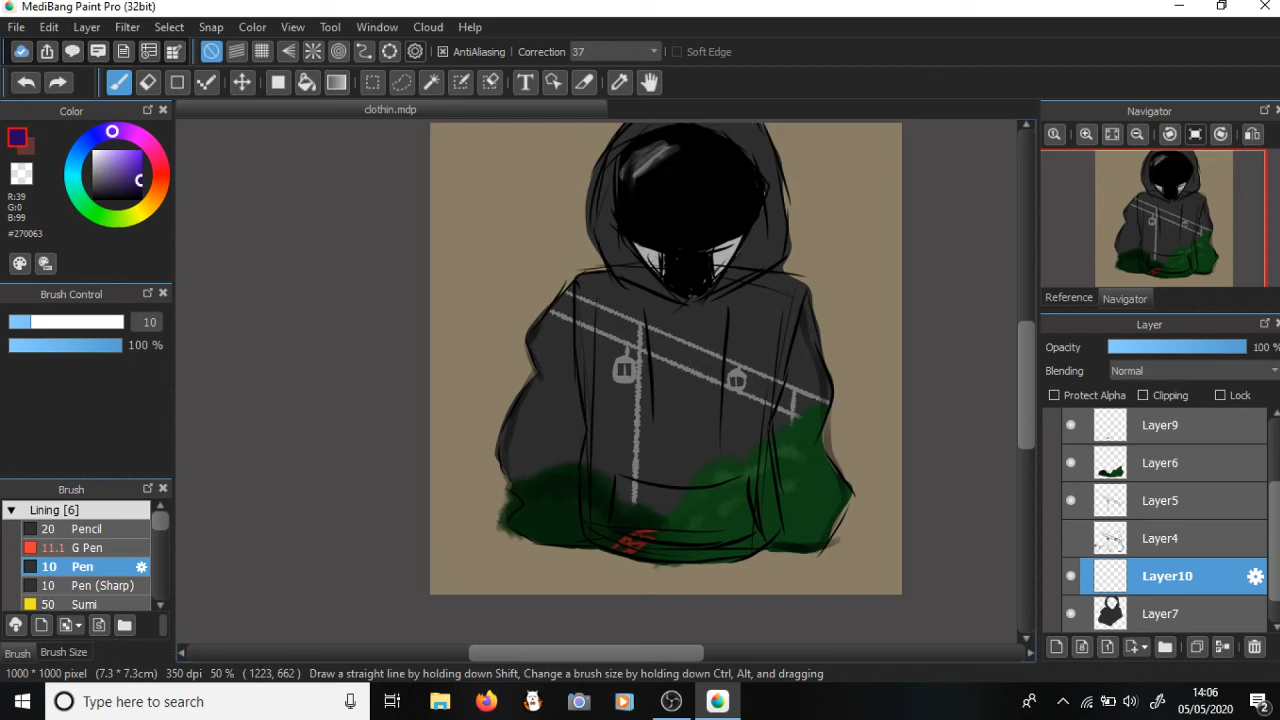 MediBang Paint Pro (32bit)
File Edit Layer Filter Select Snap Color View Tool Window Cloud Help
AntiAliasing Correction 37 Soft Edge
Color
clothin.mdp
Navigator
R:39
G:0
B:99
#270063
Brush Control
10
100 %
Reference Navigator
Layer
Opacity 100 %
Blending Normal
Protect Alpha Clipping Lock
Layer9
Layer6
Layer5
Layer4
Layer10
Layer7
Brush
Lining [6]
20 Pencil
11.1 G Pen
10 Pen
10 Pen (Sharp)
50 Sumi
Brush Brush Size
1000 * 1000 pixel (7.3 * 7.3cm) 350 dpi 50 % ( 1223, 662 ) Draw a straight line by holding down Shift, Change a brush size by holding down Ctrl, Alt, and dragging
Type here to search
14:06
05/05/2020
2